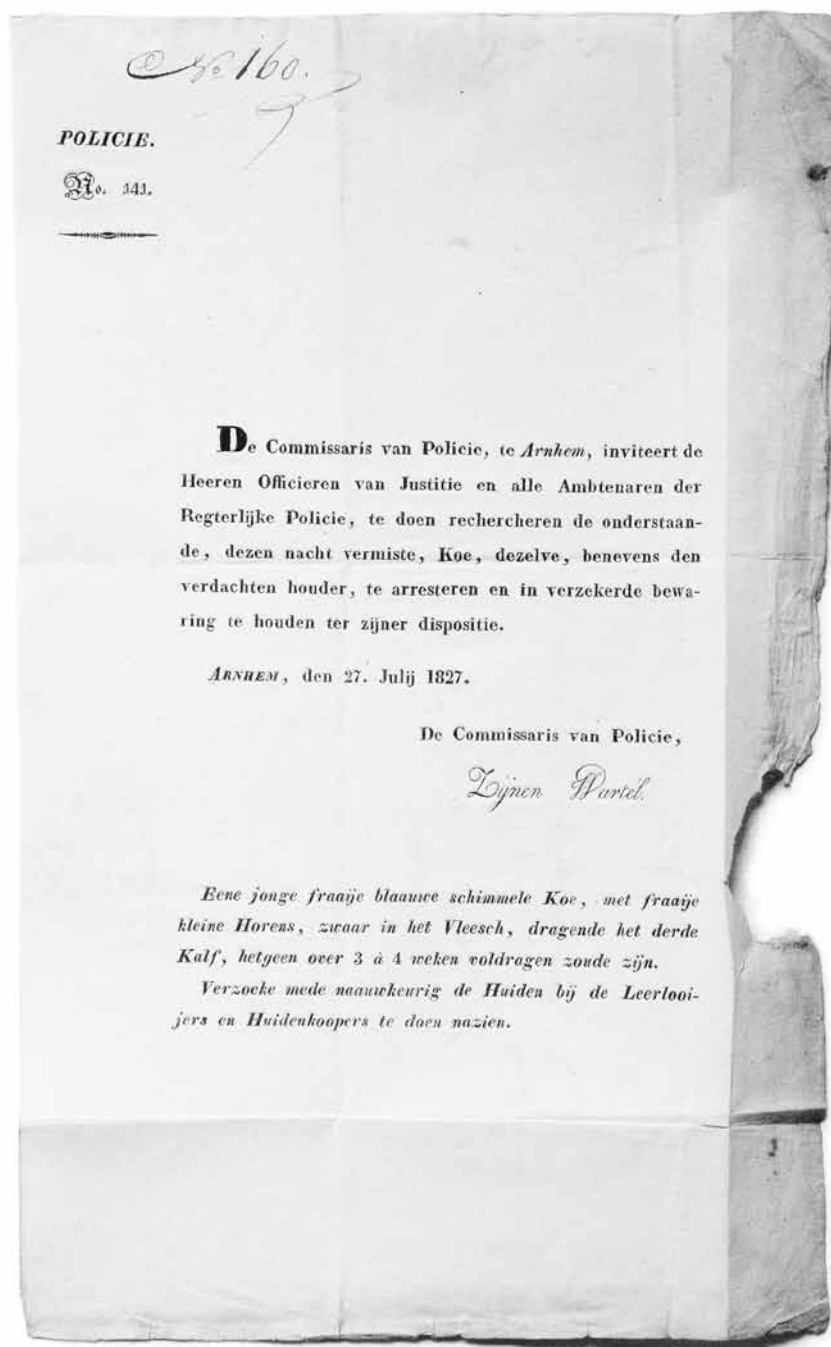 No 160.
POLICIE.
No. 141.
De Commissaris van Policie, te Arnhem, inviteert de
Heeren Officieren van Justitie en alle Ambtenaren der
Regterlijke Policie, te doen rechercheren de onderstaan-
de, dezen nacht vermiste, Koe, dezelve, benevens den
verdachten houder, te arresteren en in verzekerde bewa-
ring te houden ter zijner dispositie.
ARNHEM, den 27. Julij 1827.
De Commissaris van Policie,
Zijnen
Eene jonge fraaije blaauwe schimmele Koe, met fraaije
kleine Horens, zwaar in het Vleesch, dragende het derde
Kalf, hetgeen over 3 à 4 weken voldragen zoude zijn.
Verzoeke mede naauwkeurig de Huiden bij de Leerlooi-
jers en Huidenkoopers te doen nazien.